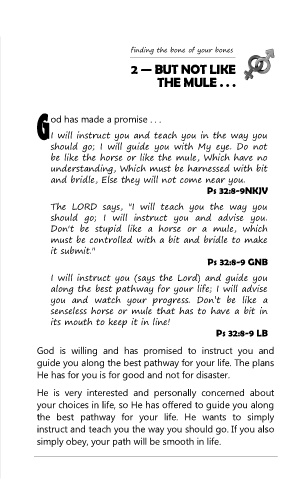 finding the bone of your bones
2 — BUT NOT LIKE
THE MULE . . .
God has made a promise . . .
I will instruct you and teach you in the way you
should go; I will guide you with My eye. Do not
be like the horse or like the mule, Which have no
understanding, Which must be harnessed with bit
and bridle, Else they will not come near you.
Ps 32:8-9NKJV
The LORD says, "I will teach you the way you
should go; I will instruct you and advise you.
Don't be stupid like a horse or a mule, which
must be controlled with a bit and bridle to make
it submit."
Ps 32:8-9 GNB
I will instruct you (says the Lord) and guide you
along the best pathway for your life; I will advise
you and watch your progress. Don't be like a
senseless horse or mule that has to have a bit in
its mouth to keep it in line!
Ps 32:8-9 LB
God is willing and has promised to instruct you and
guide you along the best pathway for your life. The plans
He has for you is for good and not for disaster.
He is very interested and personally concerned about
your choices in life, so He has offered to guide you along
the best pathway for your life. He wants to simply
instruct and teach you the way you should go. If you also
simply obey, your path will be smooth in life.